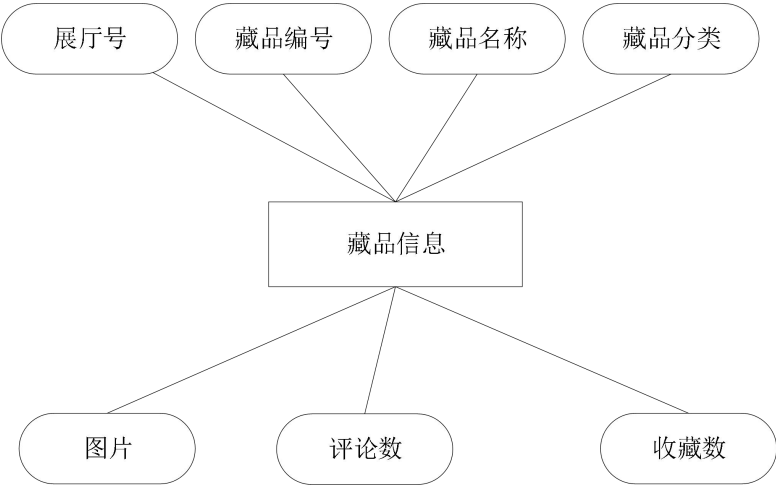 展厅号
藏品编号
藏品名称
藏品分类
藏品信息
图片
评论数
收藏数